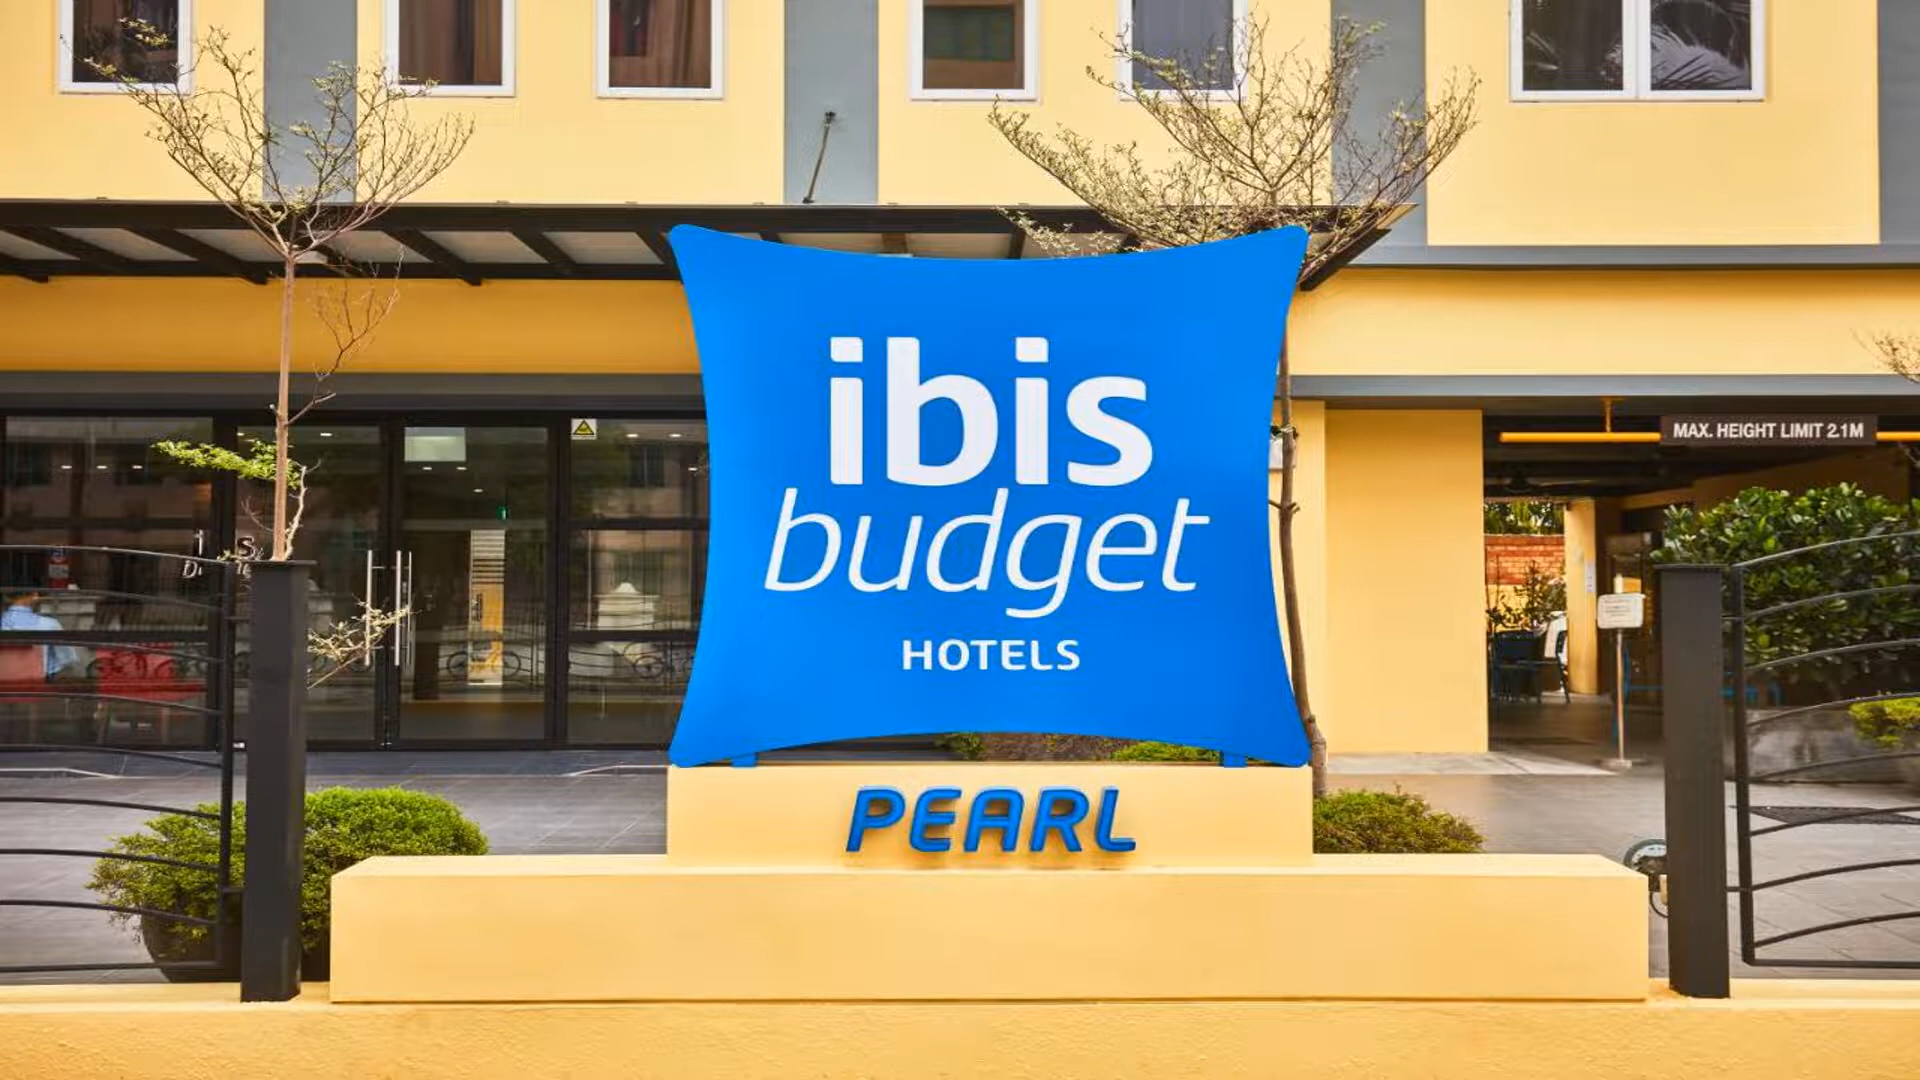 ibis
budget
HOTELS
PEARL
MAX. HEIGHT LIMIT 2.1M